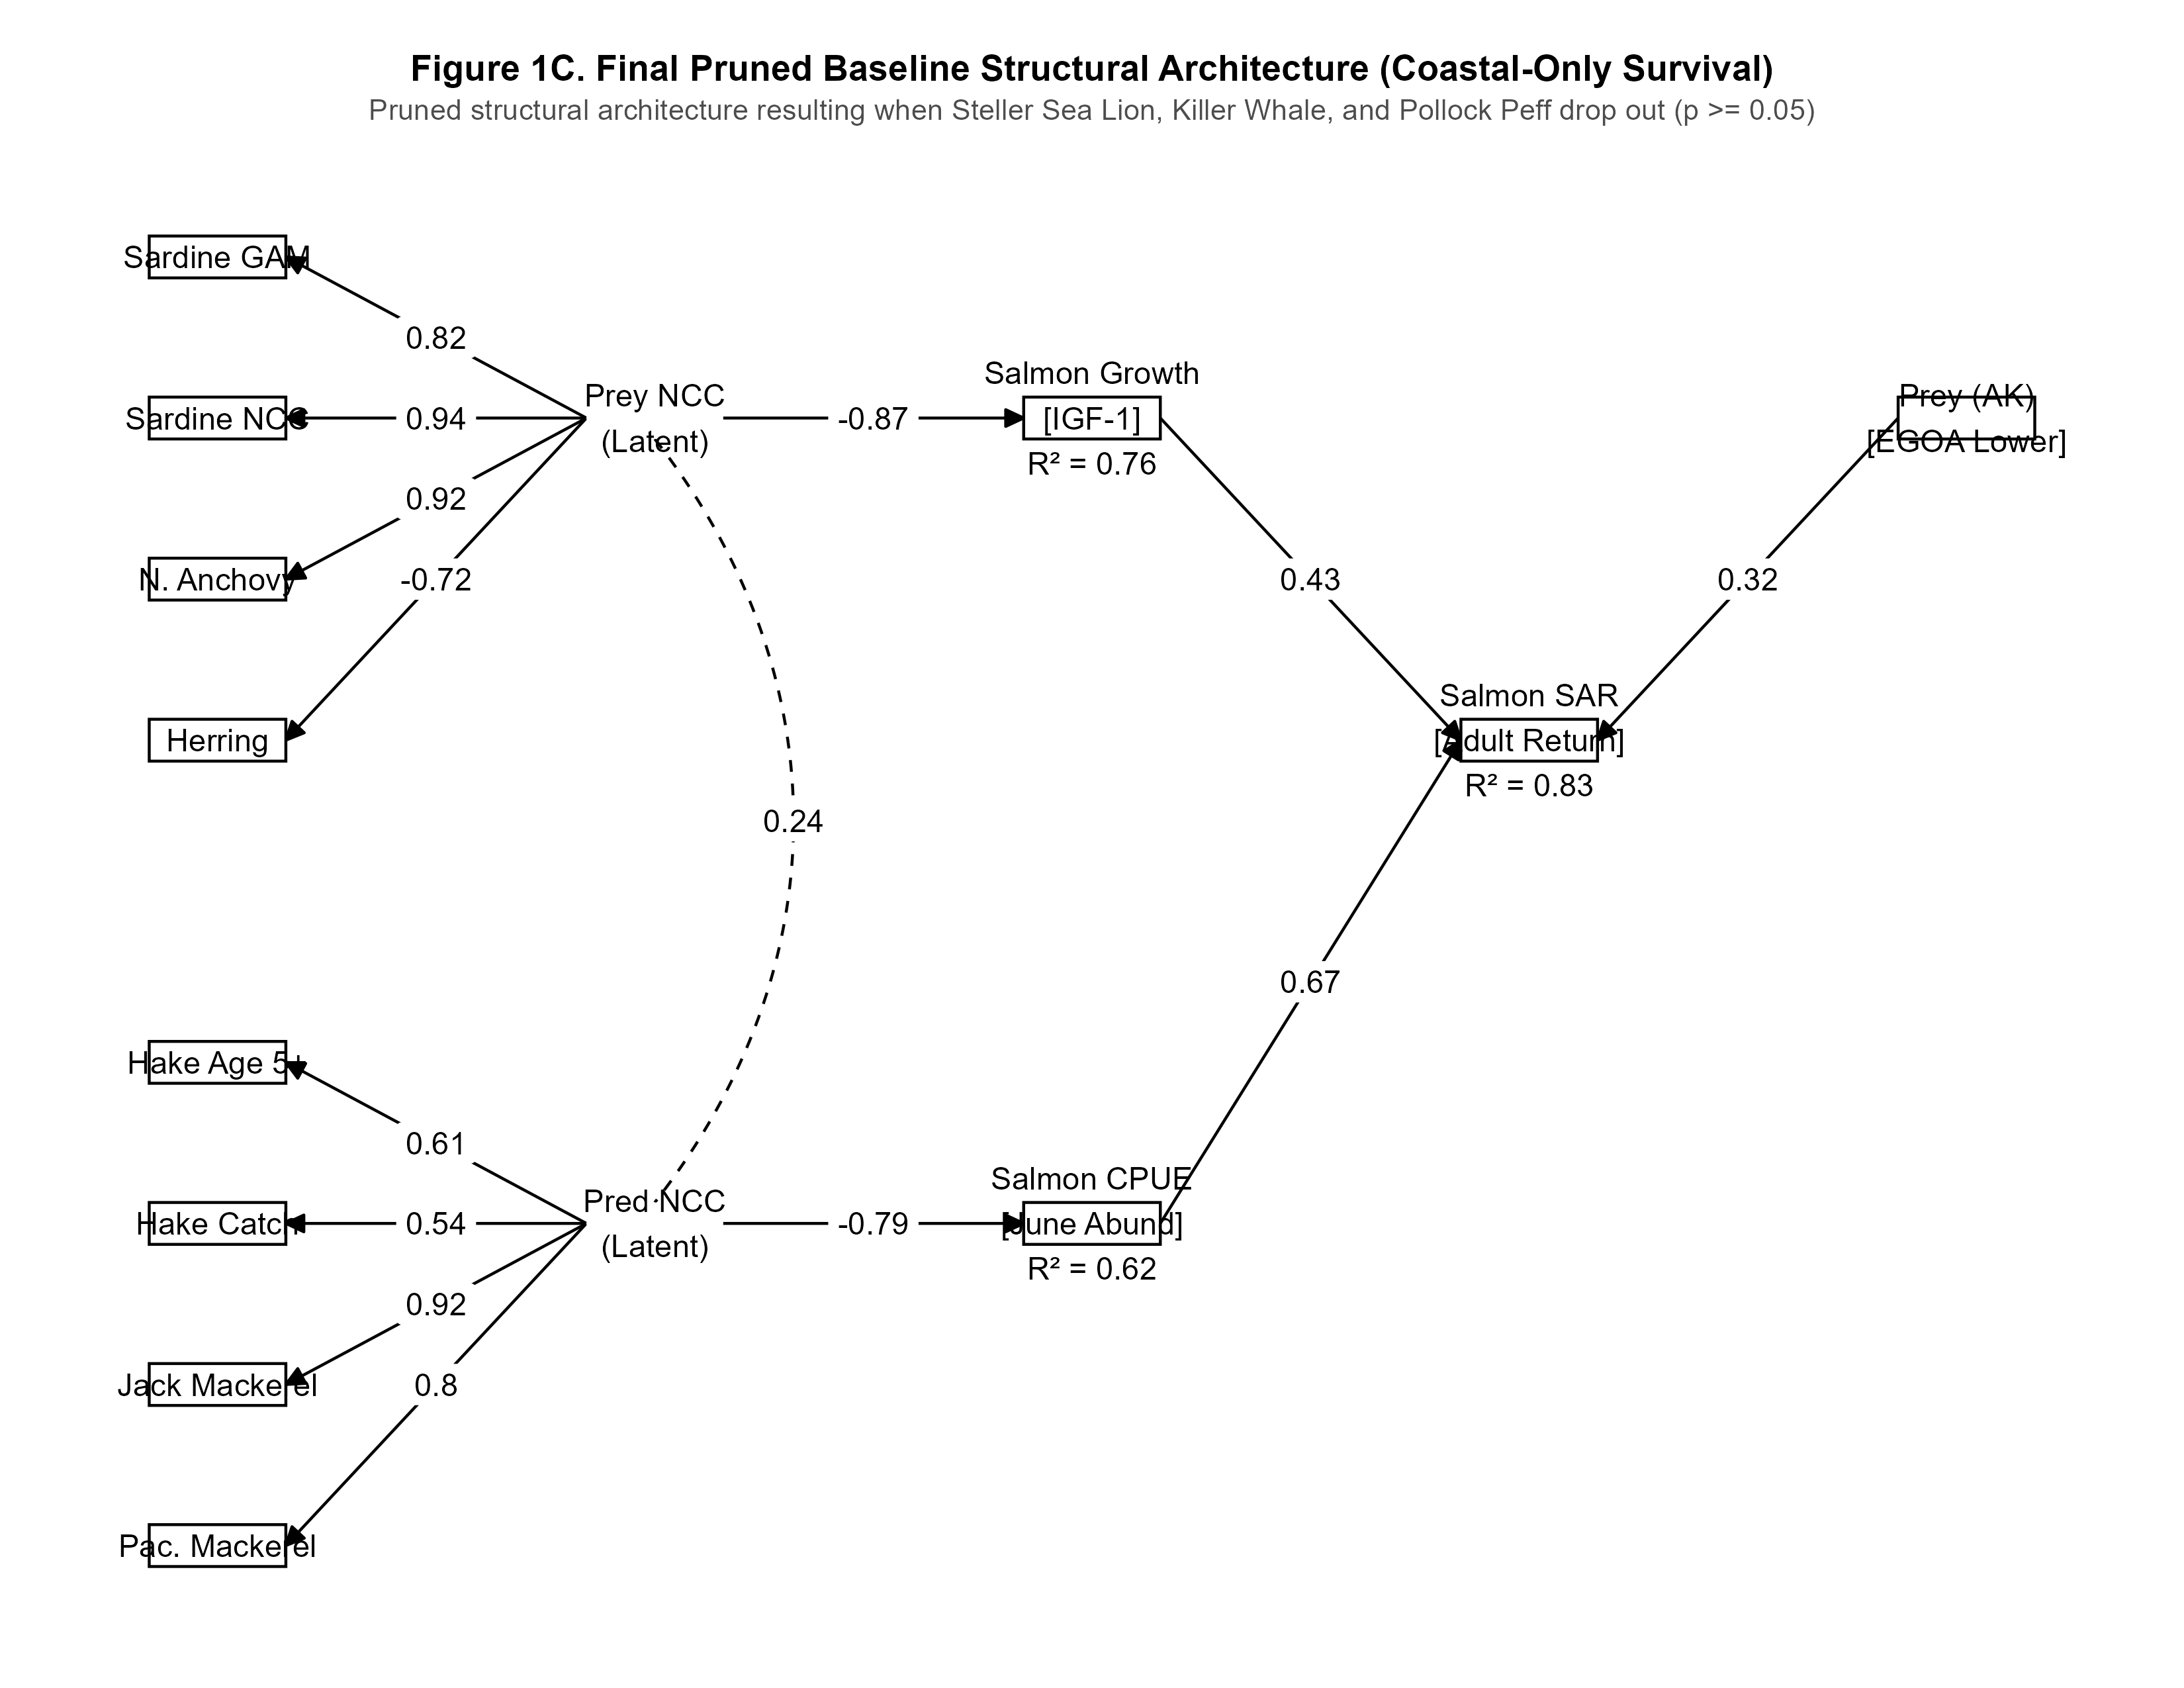 Figure 1C. Final Pruned Baseline Structural Architecture (Coastal-Only Survival)
Pruned structural architecture resulting when Steller Sea Lion, Killer Whale, and Pollock Peff drop out (p >= 0.05)
Sardine GAM
0.82
Sardine NCC
0.94
N. Anchovy
0.92
Herring
-0.72
Prey NCC
(Latent)
-0.87
Salmon Growth
[IGF-1]
R² = 0.76
Prey (AK)
[EGOA Lower]
0.43
0.32
Salmon SAR
[Adult Return]
R² = 0.83
0.24
0.67
Hake Age 5+
0.61
Hake Catch
0.54
Jack Mackerel
0.92
Pac. Mackerel
0.8
Pred NCC
(Latent)
-0.79
Salmon CPUE
[June Abund]
R² = 0.62